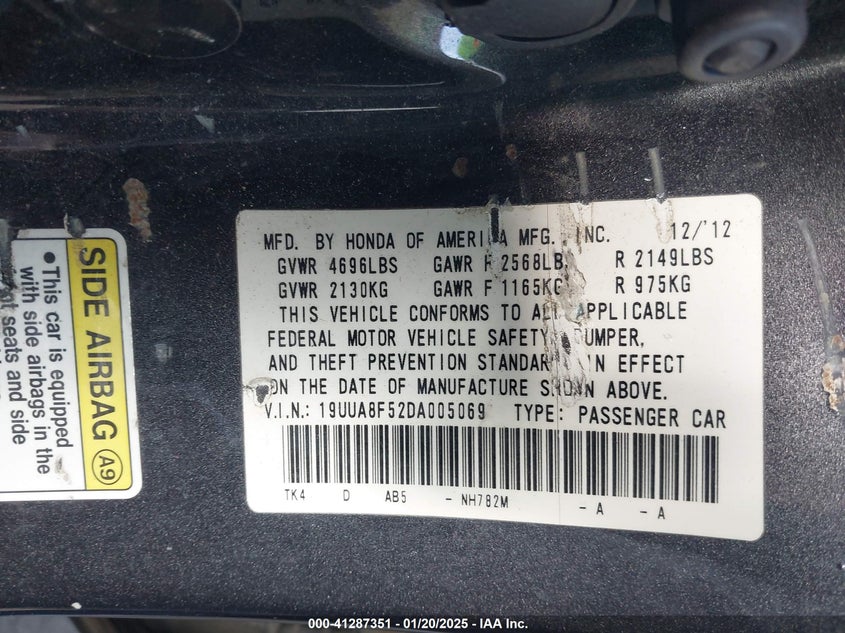 MFD. BY HONDA OF AMERICA MFG., INC. 12/'12
GVWR 4696LBS GAWR F 2568LBS R 2149LBS
GVWR 2130KG GAWR F 1165KG R 975KG
THIS VEHICLE CONFORMS TO ALL APPLICABLE
FEDERAL MOTOR VEHICLE SAFETY, BUMPER,
AND THEFT PREVENTION STANDARDS IN EFFECT
ON THE DATE OF MANUFACTURE SHOWN ABOVE.
V.I.N.: 19UUA8F52DA005069 TYPE: PASSENGER CAR
TK4 D AB5 - NH782M - A - A
SIDE AIRBAG A9
•This car is equipped
with side airbags in the
seats and side
000-41287351 - 01/20/2025 - IAA Inc.